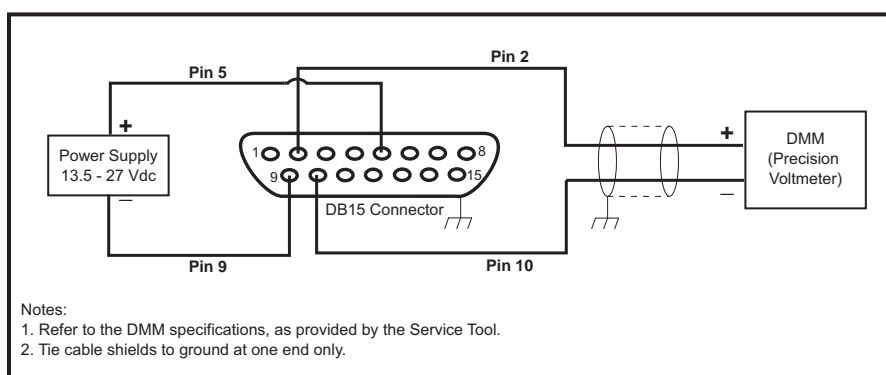 Pin 2
Pin 5
+
Power Supply
13.5 - 27 Vdc
–
1
8
9
15
DB15 Connector
+
DMM
(Precision
Voltmeter)
–
Pin 9
Pin 10
Notes:
1. Refer to the DMM specifications, as provided by the Service Tool.
2. Tie cable shields to ground at one end only.